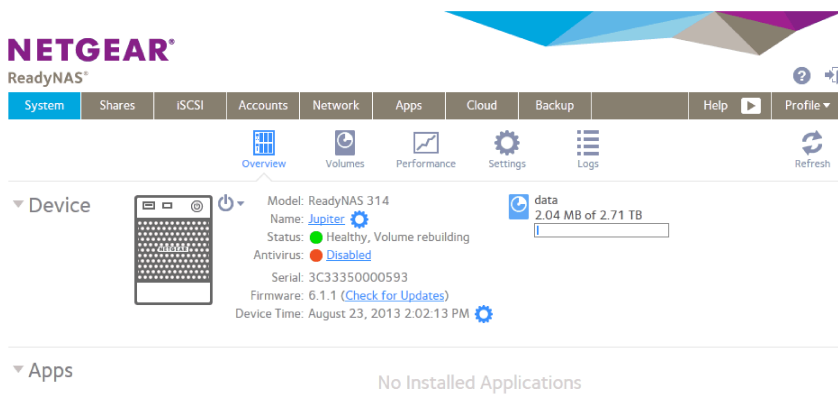 NETGEAR®
ReadyNAS®
System Shares iSCSI Accounts Network Apps Cloud Backup Help Profile
Overview Volumes Performance Settings Logs Refresh
Device
NETGEAR
Model: ReadyNAS 314
Name: Jupiter
Status: Healthy, Volume rebuilding
Antivirus: Disabled
Serial: 3C33350000593
Firmware: 6.1.1 (Check for Updates)
Device Time: August 23, 2013 2:02:13 PM
data
2.04 MB of 2.71 TB
Apps
No Installed Applications